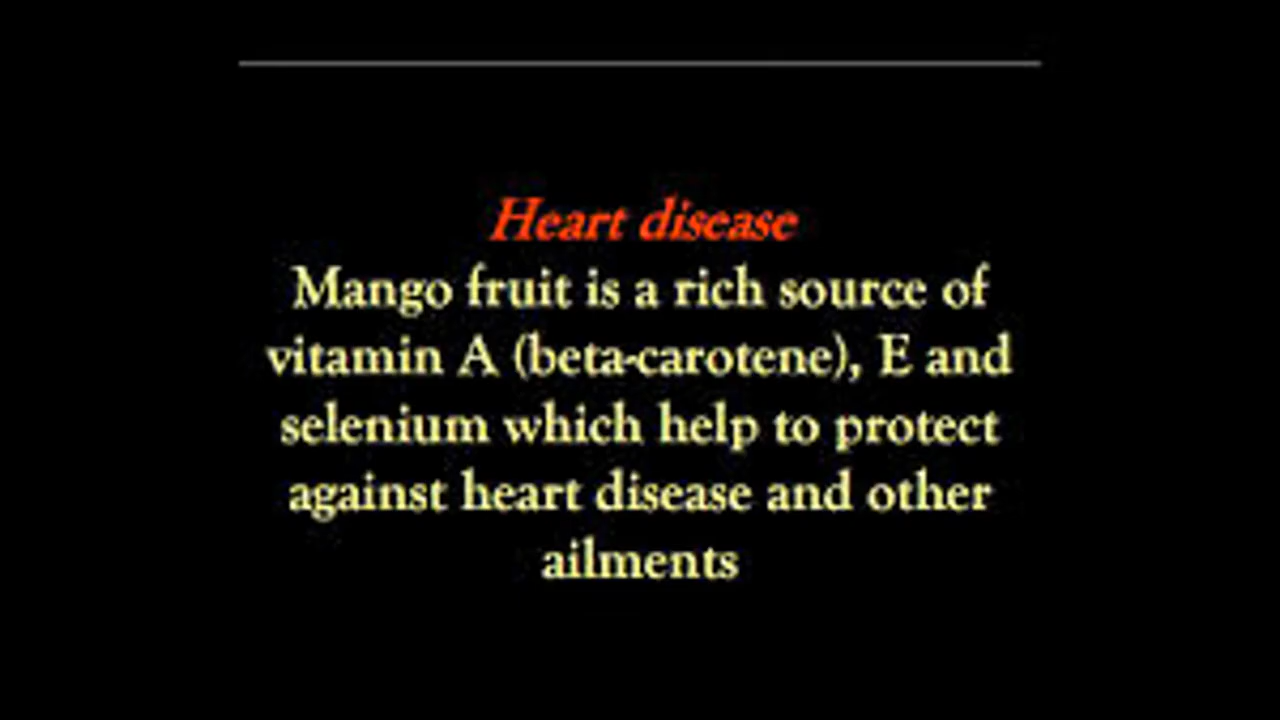 Heart disease
Mango fruit is a rich source of
vitamin A (beta-carotene), E and
selenium which help to protect
against heart disease and other
ailments